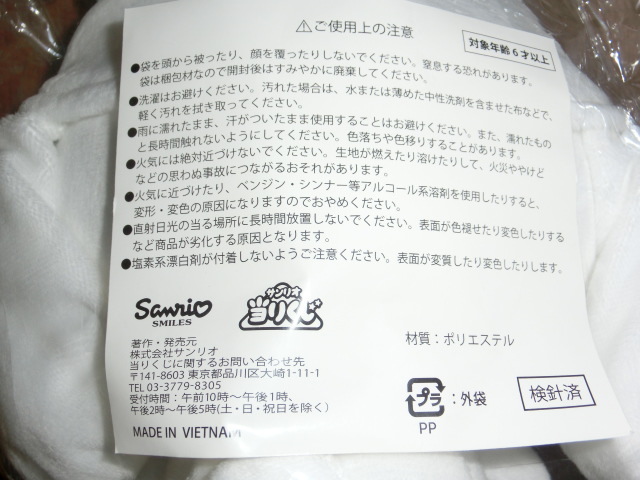 ⚠ご使用上の注意
対象年齢6才以上
●袋を頭から被ったり、顔を覆ったりしないでください。窒息する恐れがあります。
袋は梱包材なので開封後はすみやかに廃棄してください。
●洗濯はお避けください。汚れた場合は、水または薄めた中性洗剤を含ませた布などで、
軽く汚れを拭き取ってください。
●雨に濡れたまま、汗がついたまま使用することはお避けください。また、濡れたもの
と長時間触れないようにしてください。色落ちや色移りすることがあります。
●火気には絶対近づけないでください。生地が燃えたり溶けたりして、火災ややけど
などの思わぬ事故につながるおそれがあります。
●火気に近づけたり、ベンジン・シンナー等アルコール系溶剤を使用したりすると、
変形・変色の原因になりますのでおやめください。
●直射日光の当る場所に長時間放置しないでください。表面が色褪せたり変色したりする
など商品が劣化する原因となります。
●塩素系漂白剤が付着しないようご注意ください。表面が変質したり変色したりします。
Sanrio
SMILES
サンリオ
当りくじ
材質：ポリエステル
著作・発売元
株式会社サンリオ
当りくじに関するお問い合わせ先
〒141-8603 東京都品川区大崎1-11-1
TEL 03-3779-8305
受付時間：午前10時〜午後1時、
午後2時〜午後5時(土・日・祝日を除く)
MADE IN VIETNAM
プラ：外袋
PP
検針済